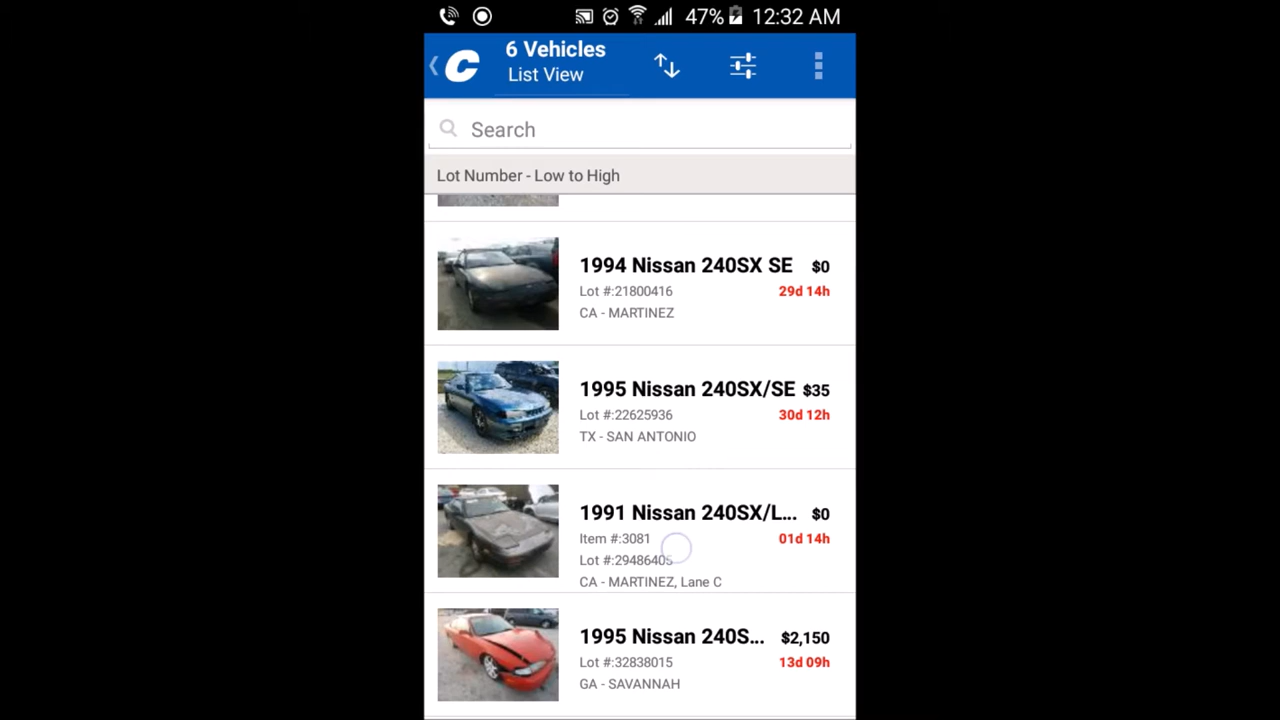 47% 12:32 AM
C
6 Vehicles
List View
Search
Lot Number - Low to High
1994 Nissan 240SX SE $0
Lot #:21800416 29d 14h
CA - MARTINEZ
1995 Nissan 240SX/SE $35
Lot #:22625936 30d 12h
TX - SAN ANTONIO
1991 Nissan 240SX/L... $0
Item #:3081 01d 14h
Lot #:29486405
CA - MARTINEZ, Lane C
1995 Nissan 240S... $2,150
Lot #:32838015 13d 09h
GA - SAVANNAH